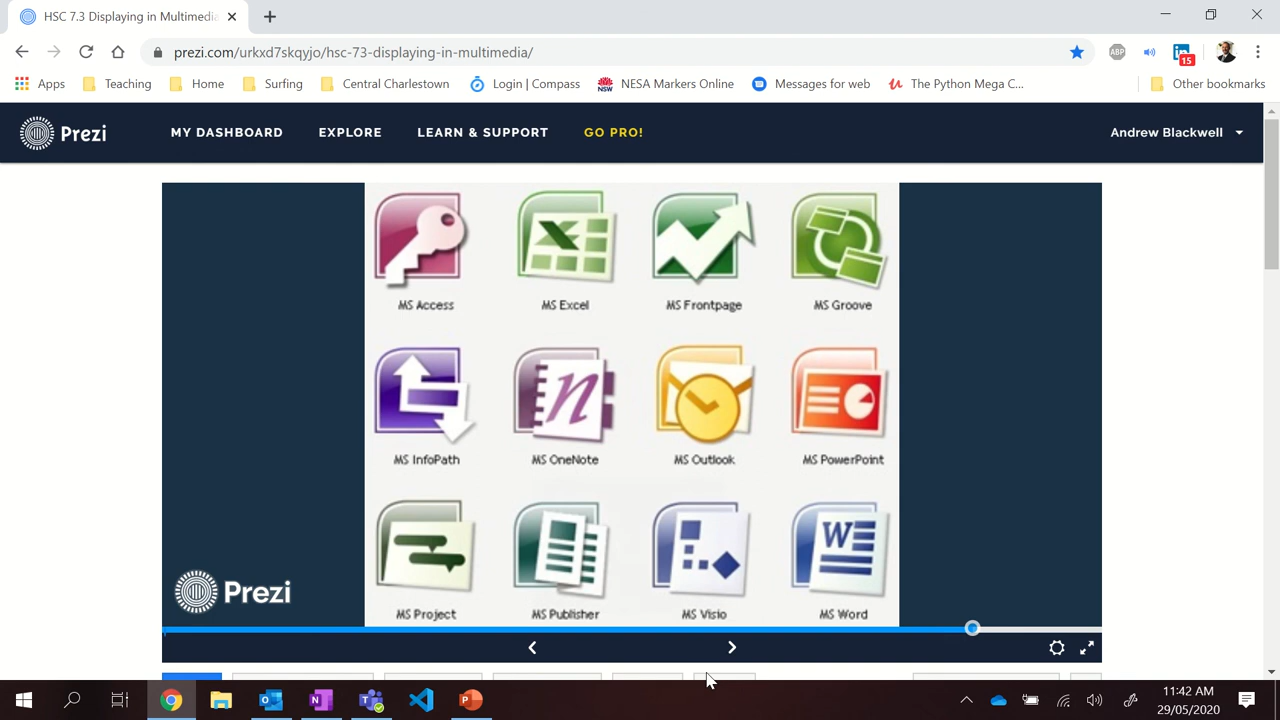 HSC 7.3 Displaying in Multimedia
prezi.com/urkxd7skqyjo/hsc-73-displaying-in-multimedia/
ABP
15
Apps Teaching Home Surfing Central Charlestown Login | Compass NESA Markers Online Messages for web The Python Mega C... Other bookmarks
Prezi MY DASHBOARD EXPLORE LEARN & SUPPORT GO PRO! Andrew Blackwell
MS Access MS Excel MS Frontpage MS Groove
MS InfoPath MS OneNote MS Outlook MS PowerPoint
Prezi
MS Project MS Publisher MS Visio MS Word
11:42 AM
29/05/2020